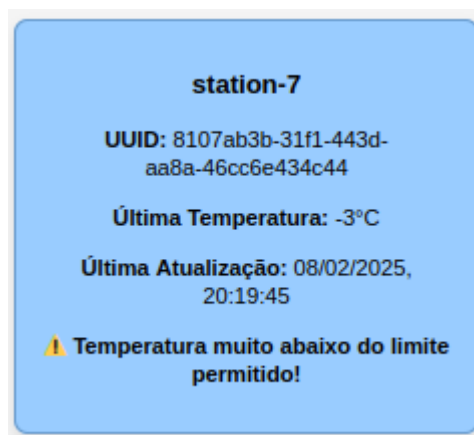 station-7
UUID: 8107ab3b-31f1-443d-
aa8a-46cc6e434c44
Última Temperatura: -3°C
Última Atualização: 08/02/2025,
20:19:45
⚠️ Temperatura muito abaixo do limite
permitido!